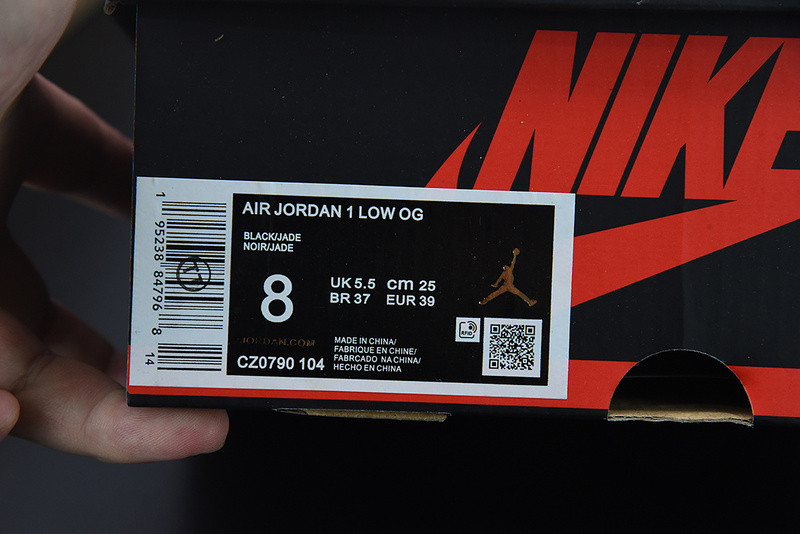 NIKE
AIR JORDAN 1 LOW OG
BLACK/JADE
NOIR/JADE
8
UK 5.5 cm 25
BR 37 EUR 39
RFID
JORDAN.COM
CZ0790 104
MADE IN CHINA/
FABRIQUE EN CHINE/
FABRICADO NA CHINA/
HECHO EN CHINA
1 95238 84796 8 14